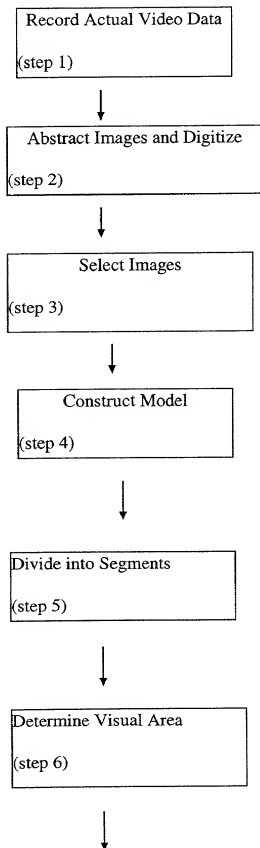 Record Actual Video Data
(step 1)
Abstract Images and Digitize
(step 2)
Select Images
(step 3)
Construct Model
(step 4)
Divide into Segments
(step 5)
Determine Visual Area
(step 6)